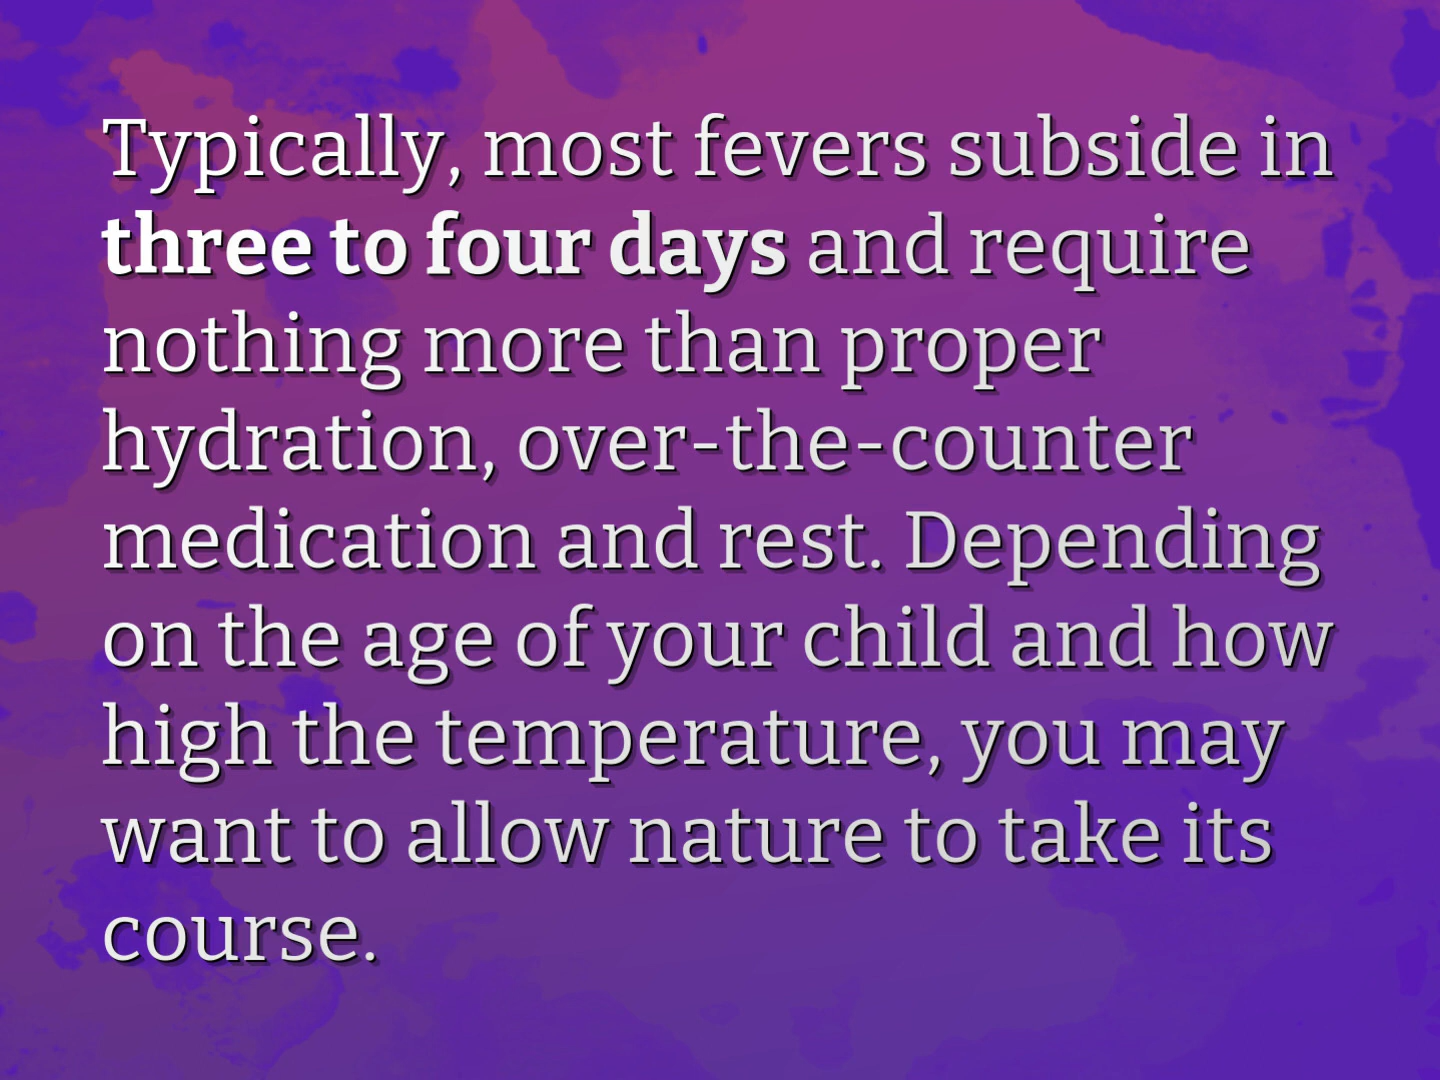 Typically, most fevers subside in
three to four days and require
nothing more than proper
hydration, over-the-counter
medication and rest. Depending
on the age of your child and how
high the temperature, you may
want to allow nature to take its
course.